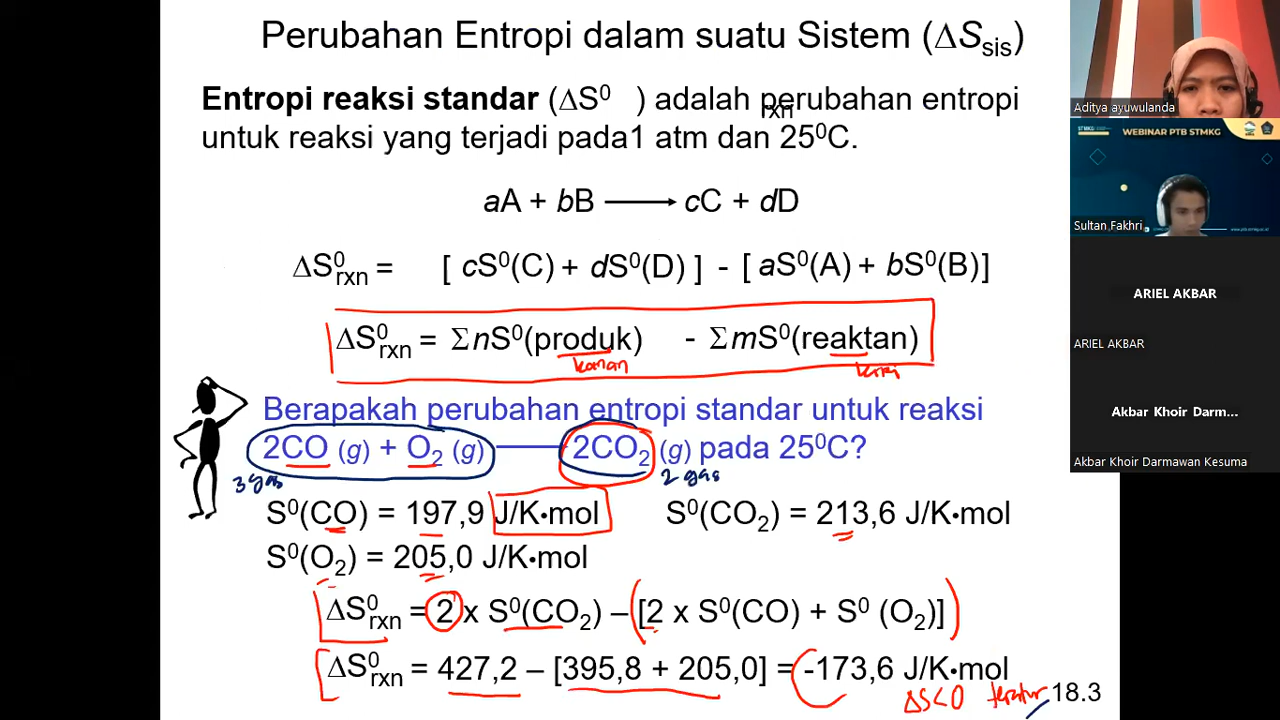 Perubahan Entropi dalam suatu Sistem (ΔSsis)
Entropi reaksi standar (ΔS⁰rxn) adalah perubahan entropi
untuk reaksi yang terjadi pada1 atm dan 25⁰C.
aA + bB ⟶ cC + dD
ΔS⁰rxn = [ cS⁰(C) + dS⁰(D) ] - [ aS⁰(A) + bS⁰(B)]
ΔS⁰rxn = ΣnS⁰(produk) - ΣmS⁰(reaktan)
kanan kiri
Berapakah perubahan entropi standar untuk reaksi
2CO (g) + O₂ (g) 2CO₂ (g) pada 25⁰C?
3 gas 2 gas
S⁰(CO) = 197,9 J/K•mol S⁰(CO₂) = 213,6 J/K•mol
S⁰(O₂) = 205,0 J/K•mol
ΔS⁰rxn = 2 x S⁰(CO₂) – [2 x S⁰(CO) + S⁰ (O₂)]
ΔS⁰rxn = 427,2 – [395,8 + 205,0] = -173,6 J/K•mol
ΔS<0 teratur
18.3
Aditya ayuwulanda
STMKG
WEBINAR PTB STMKG
Sultan Fakhri
ARIEL AKBAR
ARIEL AKBAR
Akbar Khoir Darm...
Akbar Khoir Darmawan Kesuma